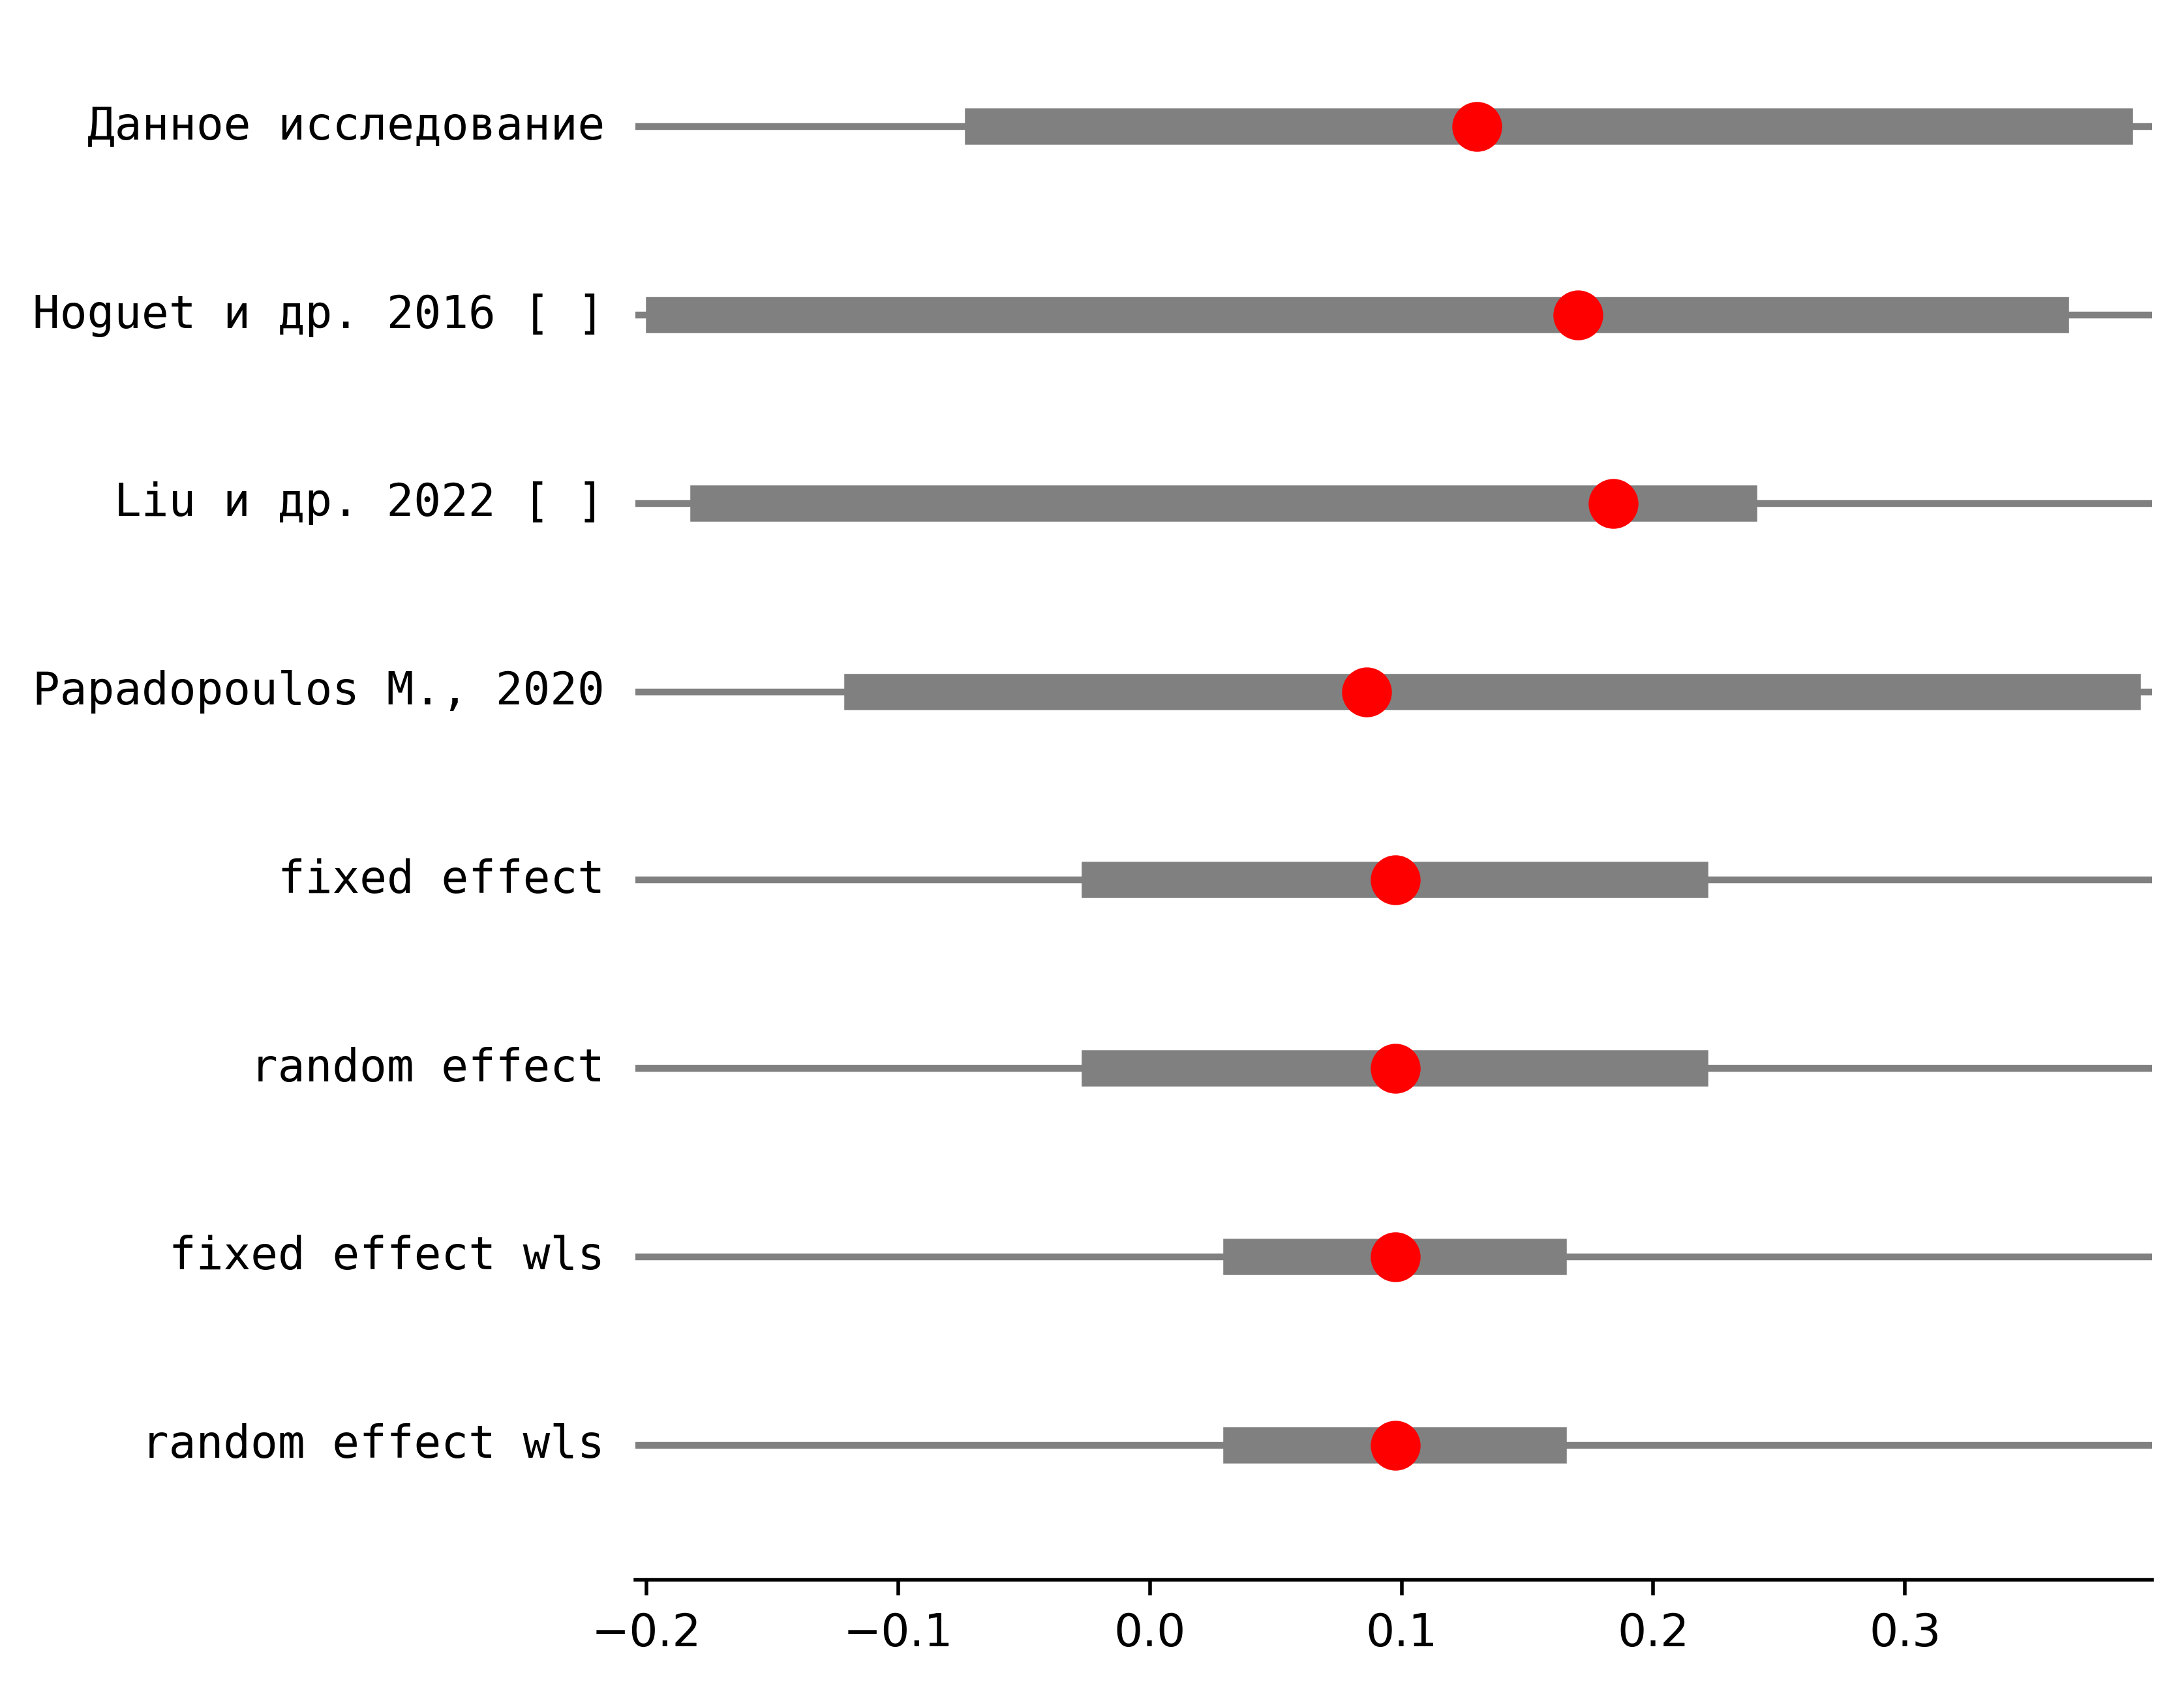 Данное исследование
Hoguet и др. 2016 [ ]
Liu и др. 2022 [ ]
Papadopoulos M., 2020
fixed effect
random effect
fixed effect wls
random effect wls
−0.2 −0.1 0.0 0.1 0.2 0.3